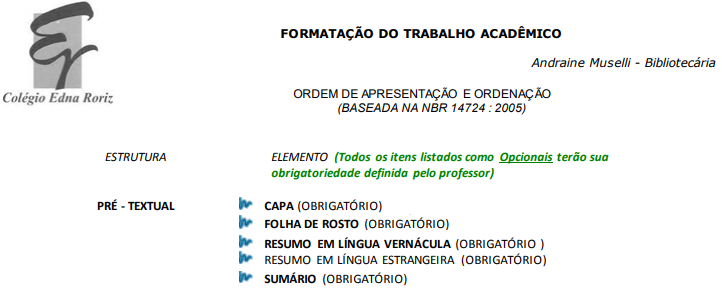 FORMATAÇÃO DO TRABALHO ACADÊMICO
Andraine Muselli - Bibliotecária
Colégio Edna Roriz
ORDEM DE APRESENTAÇÃO E ORDENAÇÃO
(BASEADA NA NBR 14724 : 2005)
ESTRUTURA ELEMENTO (Todos os itens listados como Opcionais terão sua
obrigatoriedade definida pelo professor)
PRÉ - TEXTUAL CAPA (OBRIGATÓRIO)
FOLHA DE ROSTO (OBRIGATÓRIO)
RESUMO EM LÍNGUA VERNÁCULA (OBRIGATÓRIO )
RESUMO EM LÍNGUA ESTRANGEIRA (OBRIGATÓRIO)
SUMÁRIO (OBRIGATÓRIO)